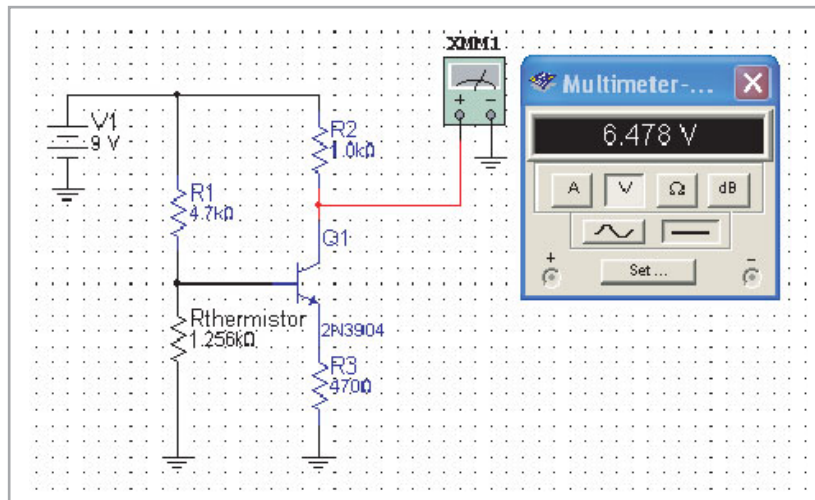 XMM1
Multimeter-...
6.478 V
A
V
Ω
dB
Set ...
+
−
+
−
V1
9 V
R2
1.0kΩ
R1
4.7kΩ
Q1
2N3904
Rthermistor
1.256kΩ
R3
470Ω